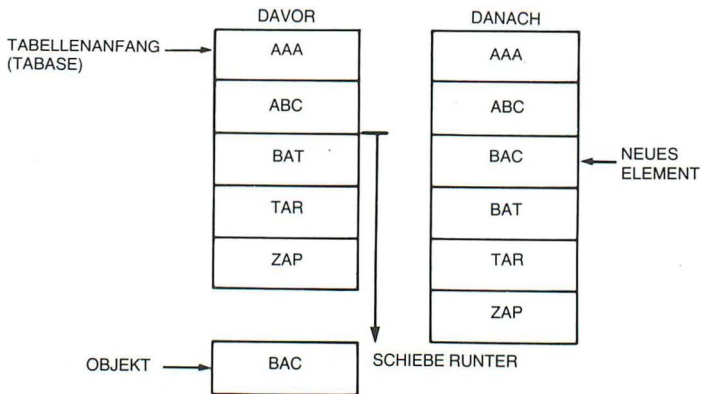 DAVOR
DANACH
TABELLENANFANG
(TABASE)
AAA
ABC
BAT
TAR
ZAP
AAA
ABC
BAC
BAT
TAR
ZAP
NEUES
ELEMENT
SCHIEBE RUNTER
OBJEKT
BAC